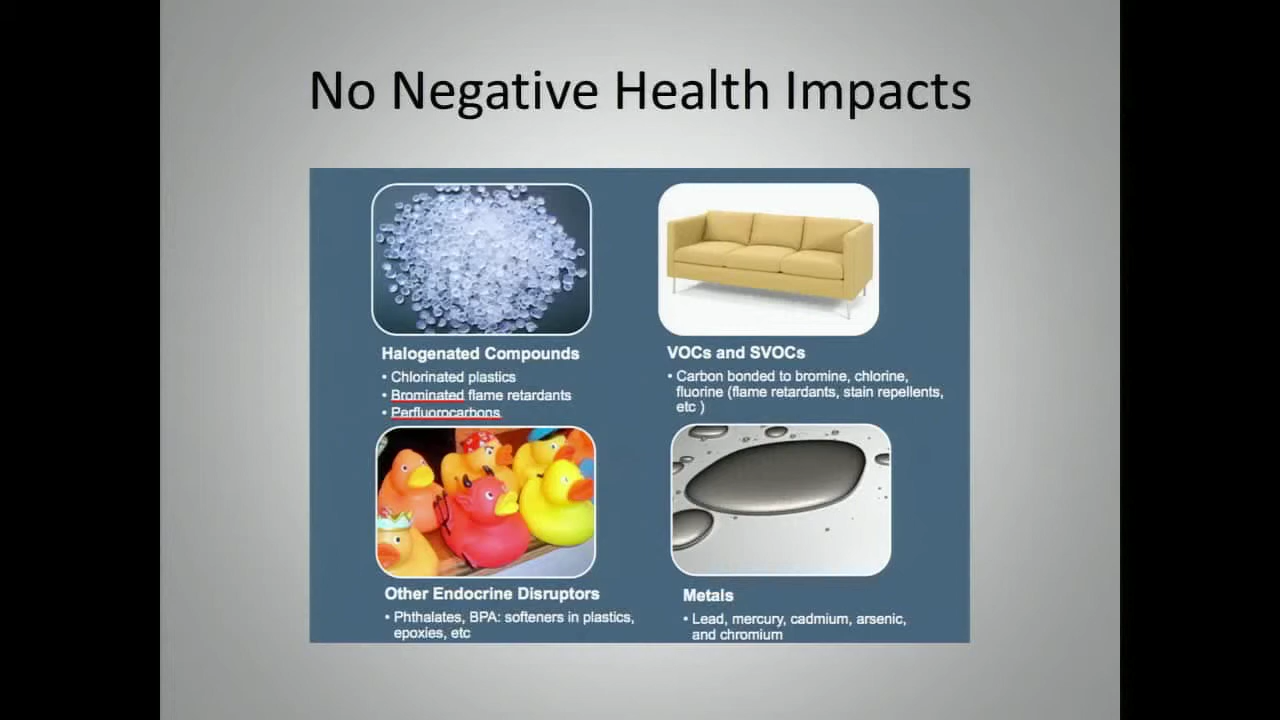 No Negative Health Impacts
Halogenated Compounds
• Chlorinated plastics
• Brominated flame retardants
• Perfluorocarbons
VOCs and SVOCs
• Carbon bonded to bromine, chlorine,
fluorine (flame retardants, stain repellents,
etc )
Other Endocrine Disruptors
• Phthalates, BPA: softeners in plastics,
epoxies, etc
Metals
• Lead, mercury, cadmium, arsenic,
and chromium